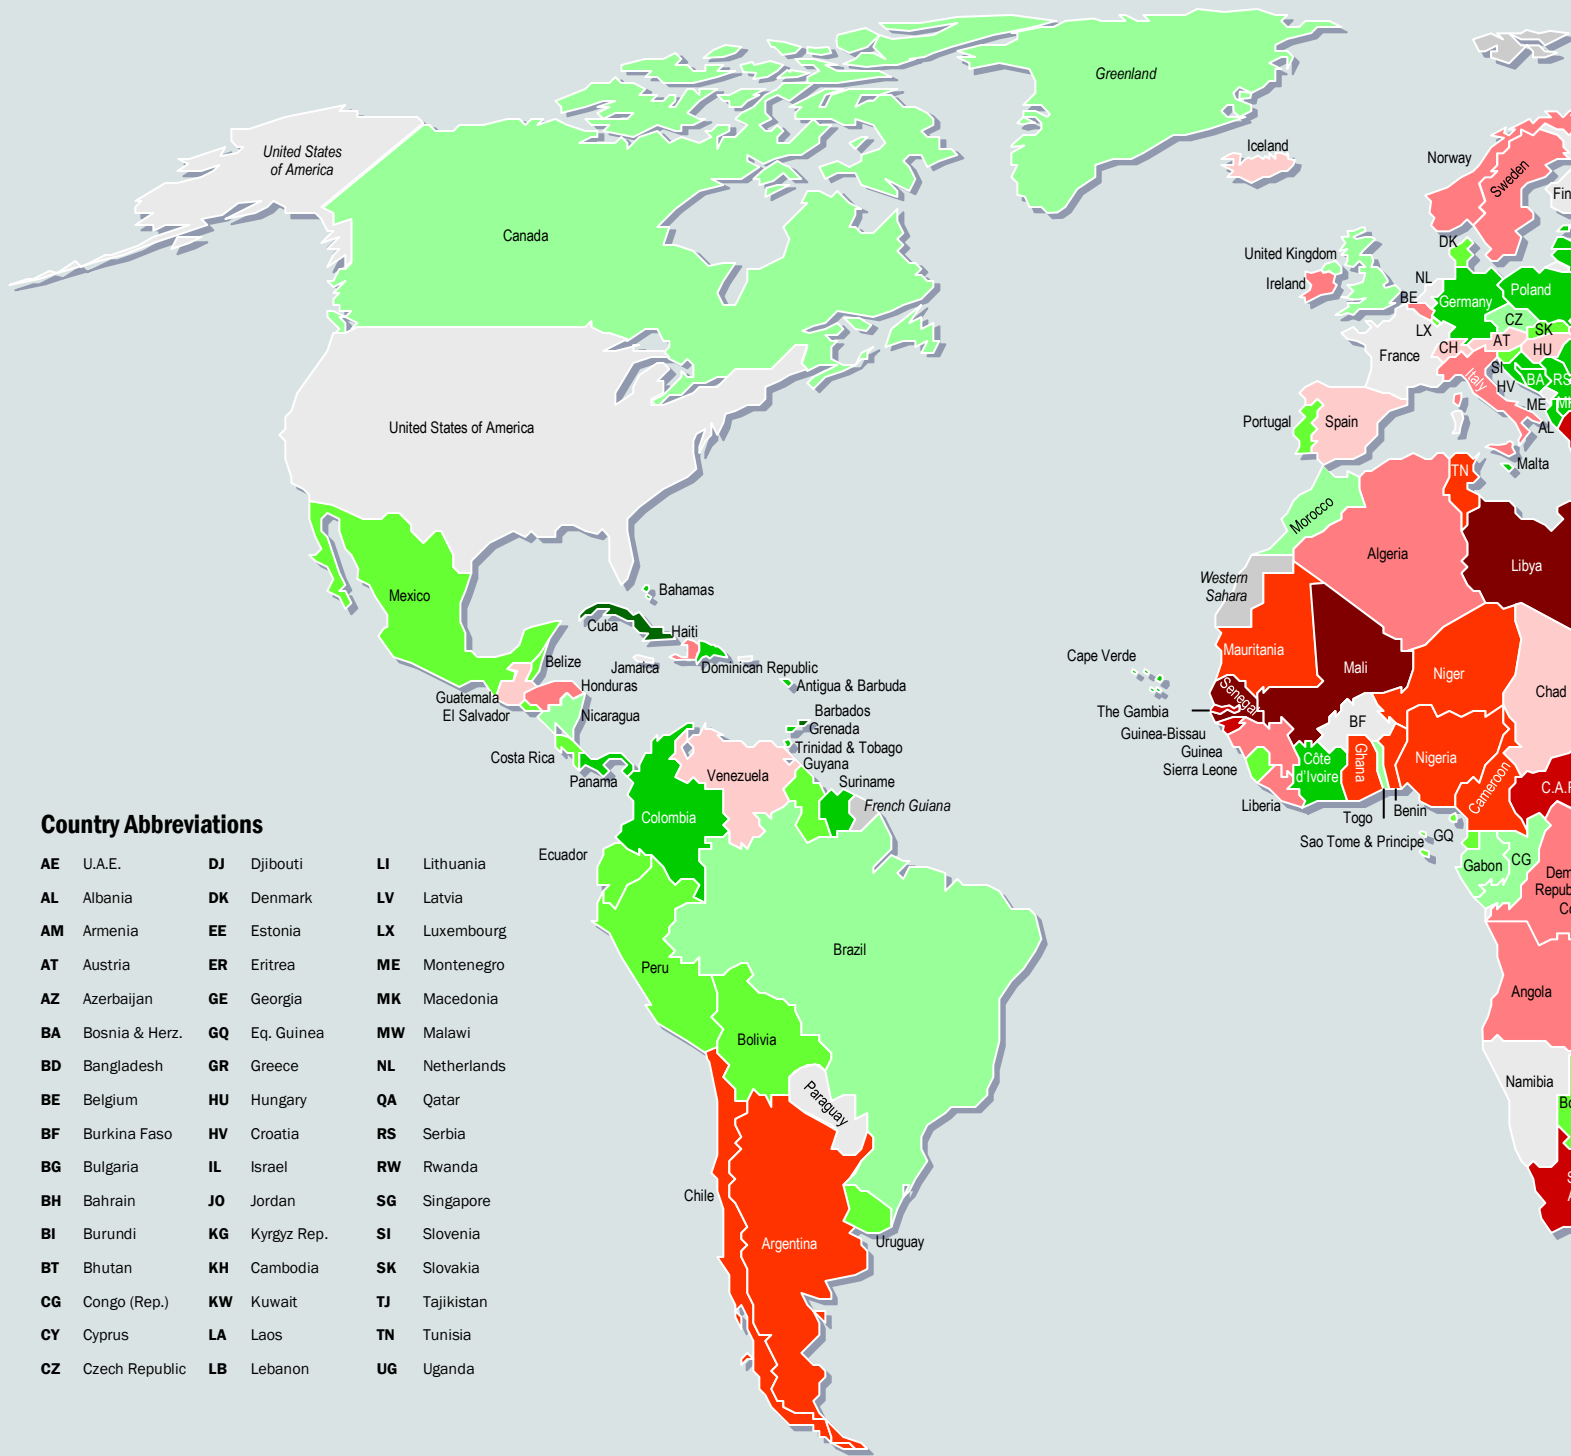 Greenland
Iceland
United States
of America
Norway
Sweden
Fin
Canada
DK
United Kingdom
Ireland
NL
BE
Germany
Poland
CZ
LX
SK
AT
CH
HU
France
SI
Italy
HV
BA
RS
ME
AL
Portugal
Spain
United States of America
Malta
TN
Morocco
Algeria
Libya
Western
Sahara
Mexico
Bahamas
Cuba
Haiti
Jamaica
Dominican Republic
Belize
Antigua & Barbuda
Guatemala
Honduras
El Salvador
Nicaragua
Barbados
Grenada
Costa Rica
Trinidad & Tobago
Guyana
Panama
Venezuela
Suriname
French Guiana
Colombia
Ecuador
Cape Verde
Mauritania
Mali
Niger
Chad
Senegal
The Gambia
Guinea-Bissau
Guinea
Sierra Leone
Liberia
BF
Côte
d'Ivoire
Ghana
Nigeria
Cameroon
C.A.R
Togo
Benin
Sao Tome & Principe
GQ
Gabon
CG
Dem
Repub
Co
Brazil
Peru
Bolivia
Paraguay
Angola
Namibia
Bo
S
A
Chile
Argentina
Uruguay
Country Abbreviations
AE U.A.E. DJ Djibouti LI Lithuania
AL Albania DK Denmark LV Latvia
AM Armenia EE Estonia LX Luxembourg
AT Austria ER Eritrea ME Montenegro
AZ Azerbaijan GE Georgia MK Macedonia
BA Bosnia & Herz. GQ Eq. Guinea MW Malawi
BD Bangladesh GR Greece NL Netherlands
BE Belgium HU Hungary QA Qatar
BF Burkina Faso HV Croatia RS Serbia
BG Bulgaria IL Israel RW Rwanda
BH Bahrain JO Jordan SG Singapore
BI Burundi KG Kyrgyz Rep. SI Slovenia
BT Bhutan KH Cambodia SK Slovakia
CG Congo (Rep.) KW Kuwait TJ Tajikistan
CY Cyprus LA Laos TN Tunisia
CZ Czech Republic LB Lebanon UG Uganda